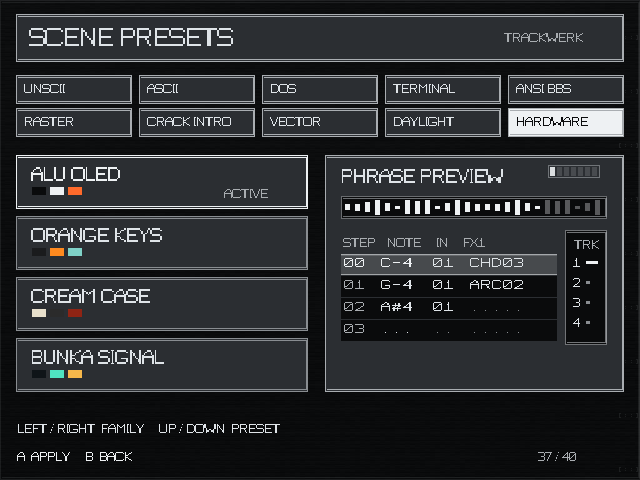 SCENE PRESETS TRACKWERK
UNSCII ASCII DOS TERMINAL ANSI BBS
RASTER CRACK INTRO VECTOR DAYLIGHT HARDWARE
ALU OLED
ACTIVE
ORANGE KEYS
CREAM CASE
BUNKA SIGNAL
PHRASE PREVIEW
STEP NOTE IN FX1
00 C-4 01 CHD03
01 G-4 01 ARC02
02 A#4 01 .....
03 ... . . .....
TRK
1
2
3
4
LEFT/RIGHT FAMILY UP/DOWN PRESET
A APPLY B BACK 37/40